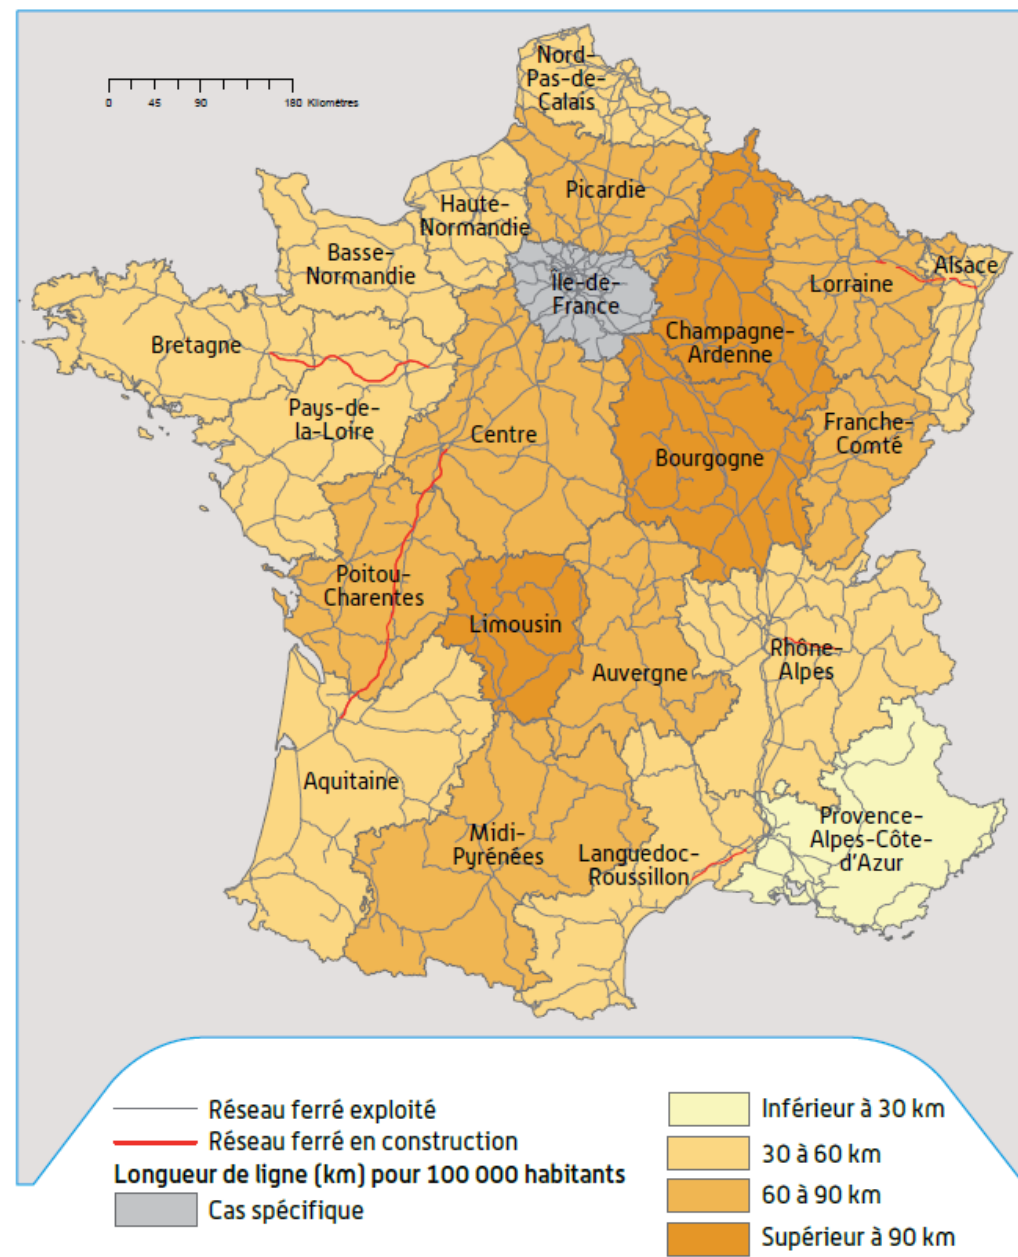 Nord-
Pas-de-
Calais
0 45 90 180 Kilomètres
Picardie
Haute-
Normandie
Basse-
Normandie
Île-de-
France
Lorraine
Alsace
Champagne-
Ardenne
Bretagne
Pays-de-
la-Loire
Centre
Bourgogne
Franche-
Comté
Poitou-
Charentes
Limousin
Auvergne
Rhône-
Alpes
Aquitaine
Midi-
Pyrénées
Languedoc-
Roussillon
Provence-
Alpes-Côte-
d'Azur
Réseau ferré exploité
Réseau ferré en construction
Longueur de ligne (km) pour 100 000 habitants
Cas spécifique
Inférieur à 30 km
30 à 60 km
60 à 90 km
Supérieur à 90 km